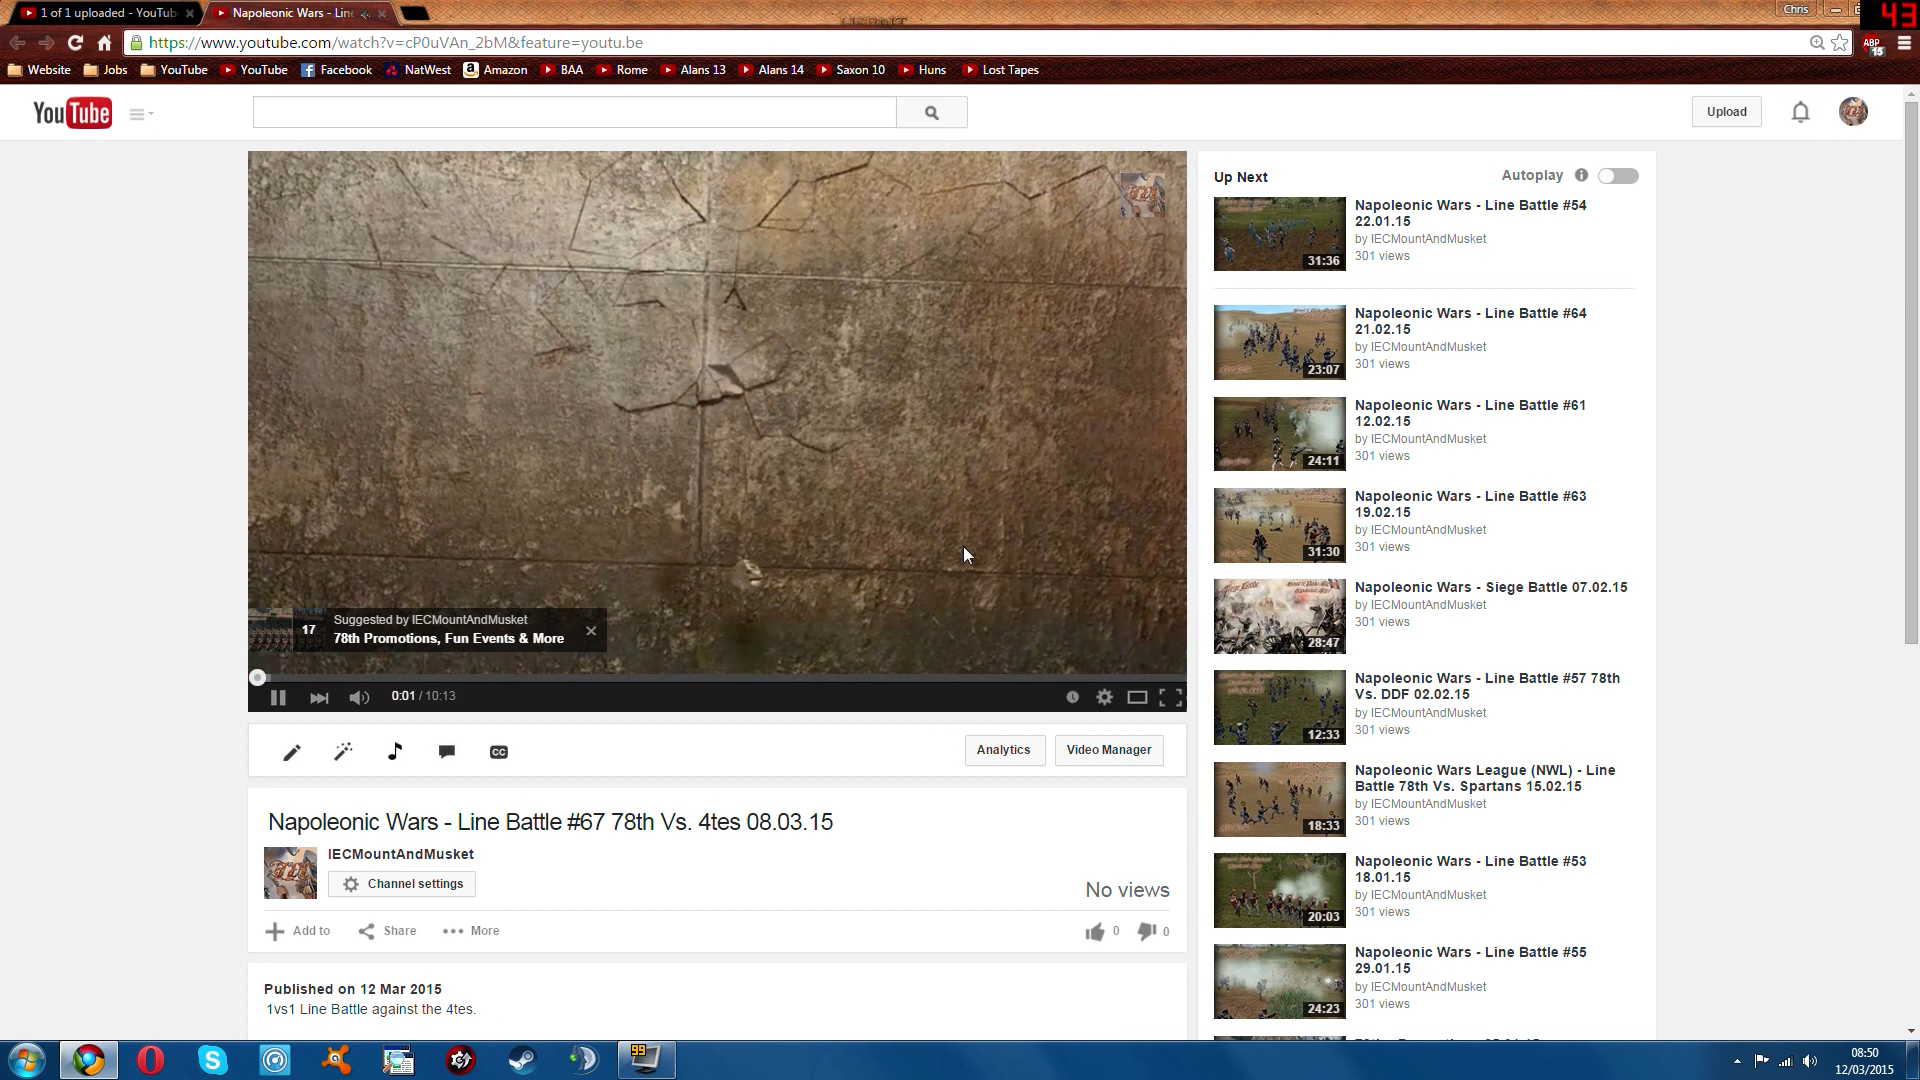 1 of 1 uploaded - YouTub
Napoleonic Wars - Line
Chris
43
https://www.youtube.com/watch?v=cP0uVAn_2bM&feature=youtu.be
ABP
15
Website
Jobs
YouTube
YouTube
Facebook
NatWest
Amazon
BAA
Rome
Alans 13
Alans 14
Saxon 10
Huns
Lost Tapes
YouTube
Upload
17
Suggested by IECMountAndMusket
78th Promotions, Fun Events & More
0:01 / 10:13
CC
Analytics
Video Manager
Napoleonic Wars - Line Battle #67 78th Vs. 4tes 08.03.15
IECMountAndMusket
Channel settings
No views
Add to
Share
More
0
0
Published on 12 Mar 2015
1vs1 Line Battle against the 4tes.
Up Next
Autoplay
Napoleonic Wars - Line Battle #54
22.01.15
by IECMountAndMusket
301 views
31:36
Napoleonic Wars - Line Battle #64
21.02.15
by IECMountAndMusket
301 views
23:07
Napoleonic Wars - Line Battle #61
12.02.15
by IECMountAndMusket
301 views
24:11
Napoleonic Wars - Line Battle #63
19.02.15
by IECMountAndMusket
301 views
31:30
Napoleonic Wars - Siege Battle 07.02.15
by IECMountAndMusket
301 views
28:47
Napoleonic Wars - Line Battle #57 78th
Vs. DDF 02.02.15
by IECMountAndMusket
301 views
12:33
Napoleonic Wars League (NWL) - Line
Battle 78th Vs. Spartans 15.02.15
by IECMountAndMusket
301 views
18:33
Napoleonic Wars - Line Battle #53
18.01.15
by IECMountAndMusket
301 views
20:03
Napoleonic Wars - Line Battle #55
29.01.15
by IECMountAndMusket
301 views
24:23
99
08:50
12/03/2015